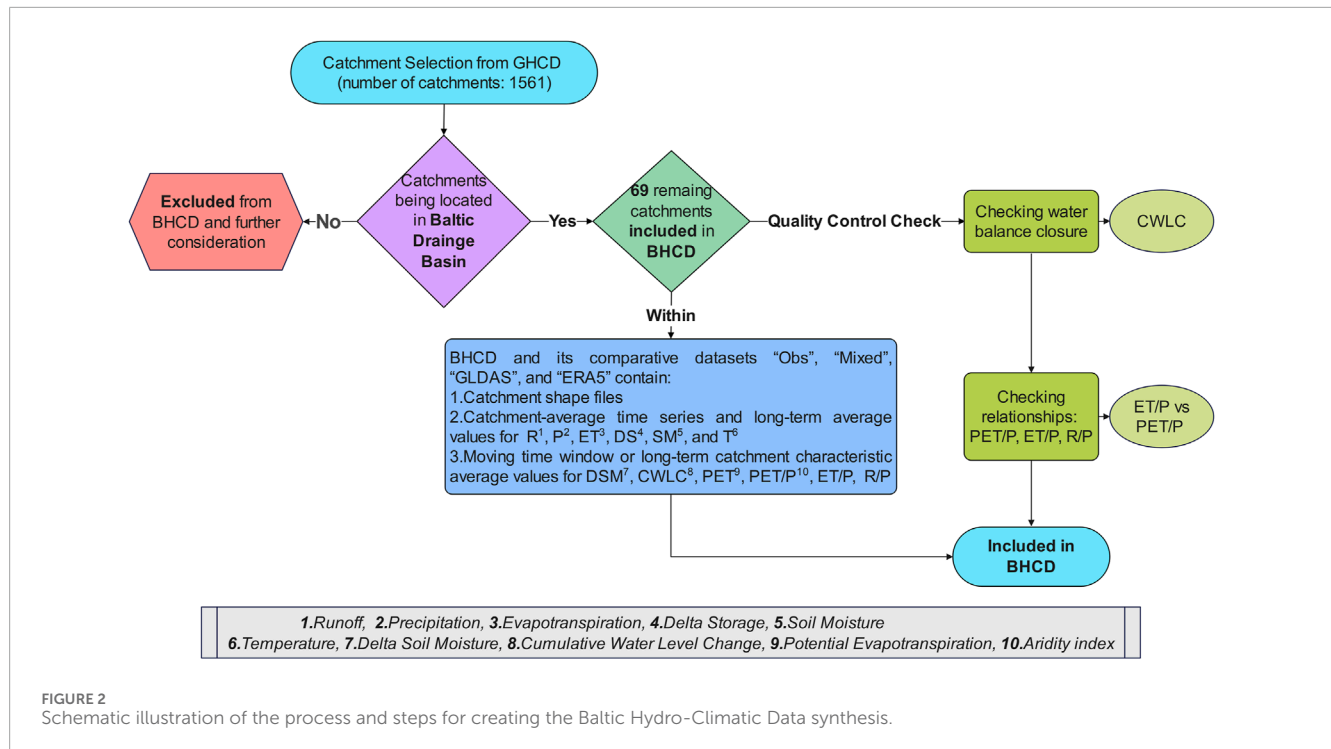 Catchment Selection from GHCD
(number of catchments: 1561)
Catchments
being located
in Baltic
Drainge
Basin
Excluded from
BHCD and further
consideration
No
Yes
69 remaing
catchments
included in
BHCD
Quality Control Check
Checking water
balance closure
CWLC
Within
BHCD and its comparative datasets “Obs”, “Mixed”,
“GLDAS”, and “ERA5” contain:
1.Catchment shape files
2.Catchment-average time series and long-term average
values for R¹, P², ET³, DS⁴, SM⁵, and T⁶
3.Moving time window or long-term catchment characteristic
average values for DSM⁷, CWLC⁸, PET⁹, PET/P¹⁰, ET/P, R/P
Checking
relationships:
PET/P, ET/P, R/P
ET/P vs
PET/P
Included in
BHCD
1.Runoff, 2.Precipitation, 3.Evapotranspiration, 4.Delta Storage, 5.Soil Moisture
6.Temperature, 7.Delta Soil Moisture, 8.Cumulative Water Level Change, 9.Potential Evapotranspiration, 10.Aridity index
FIGURE 2
Schematic illustration of the process and steps for creating the Baltic Hydro-Climatic Data synthesis.